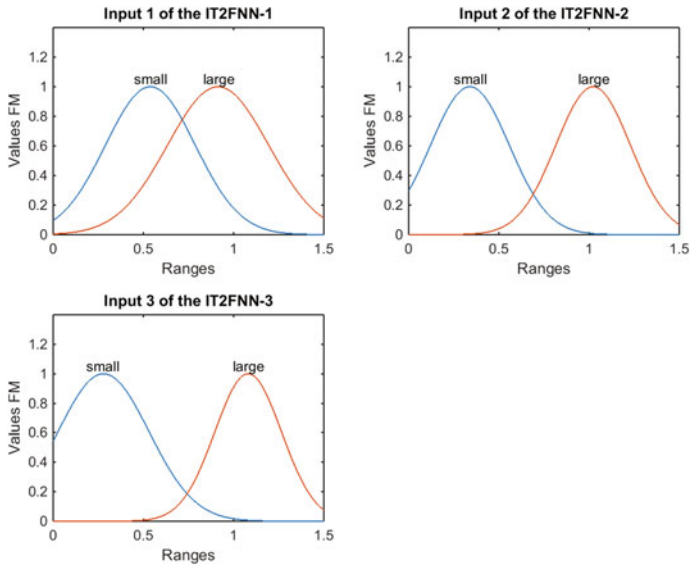 Input 1 of the IT2FNN-1
small large
Values FM
1.2
1
0.8
0.6
0.4
0.2
0
0 0.5 1 1.5
Ranges
Input 2 of the IT2FNN-2
small large
Values FM
1.2
1
0.8
0.6
0.4
0.2
0
0 0.5 1 1.5
Ranges
Input 3 of the IT2FNN-3
small large
Values FM
1.2
1
0.8
0.6
0.4
0.2
0
0 0.5 1 1.5
Ranges